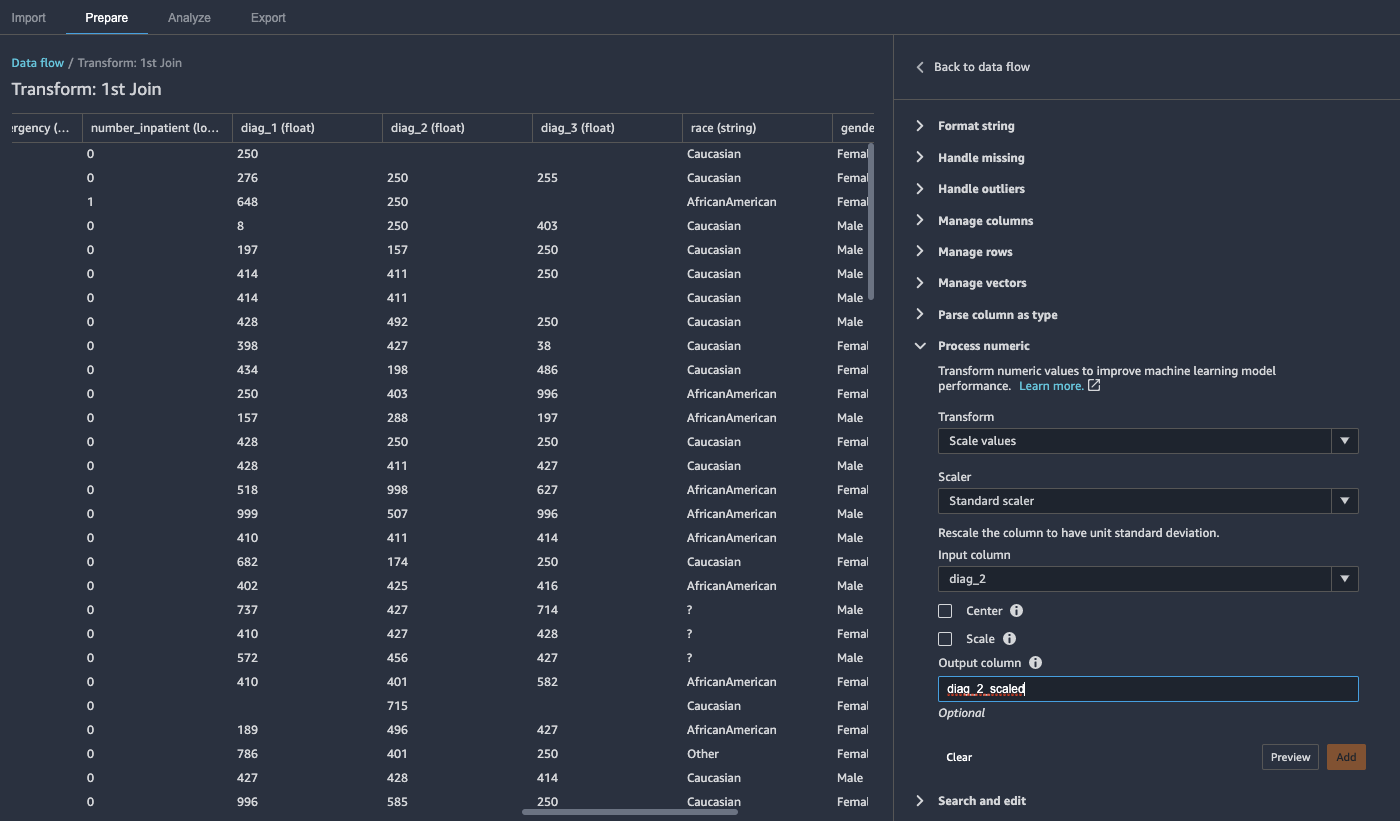 Import Prepare Analyze Export
Data flow / Transform: 1st Join
Transform: 1st Join
ergency (... number_inpatient (lo... diag_1 (float) diag_2 (float) diag_3 (float) race (string) gende
0 250 Caucasian Femal
0 276 250 255 Caucasian Femal
1 648 250 AfricanAmerican Femal
0 8 250 403 Caucasian Male
0 197 157 250 Caucasian Male
0 414 411 250 Caucasian Male
0 414 411 Caucasian Male
0 428 492 250 Caucasian Male
0 398 427 38 Caucasian Femal
0 434 198 486 Caucasian Femal
0 250 403 996 AfricanAmerican Femal
0 157 288 197 AfricanAmerican Male
0 428 250 250 Caucasian Femal
0 428 411 427 Caucasian Male
0 518 998 627 AfricanAmerican Femal
0 999 507 996 AfricanAmerican Male
0 410 411 414 AfricanAmerican Male
0 682 174 250 Caucasian Femal
0 402 425 416 AfricanAmerican Male
0 737 427 714 ? Male
0 410 427 428 ? Femal
0 572 456 427 ? Male
0 410 401 582 AfricanAmerican Femal
0 715 Caucasian Femal
0 189 496 427 AfricanAmerican Femal
0 786 401 250 Other Femal
0 427 428 414 Caucasian Male
0 996 585 250 Caucasian Femal
Back to data flow
Format string
Handle missing
Handle outliers
Manage columns
Manage rows
Manage vectors
Parse column as type
Process numeric
Transform numeric values to improve machine learning model
performance. Learn more.
Transform
Scale values
Scaler
Standard scaler
Rescale the column to have unit standard deviation.
Input column
diag_2
Center
Scale
Output column
diag_2_scaled
Optional
Clear Preview Add
Search and edit